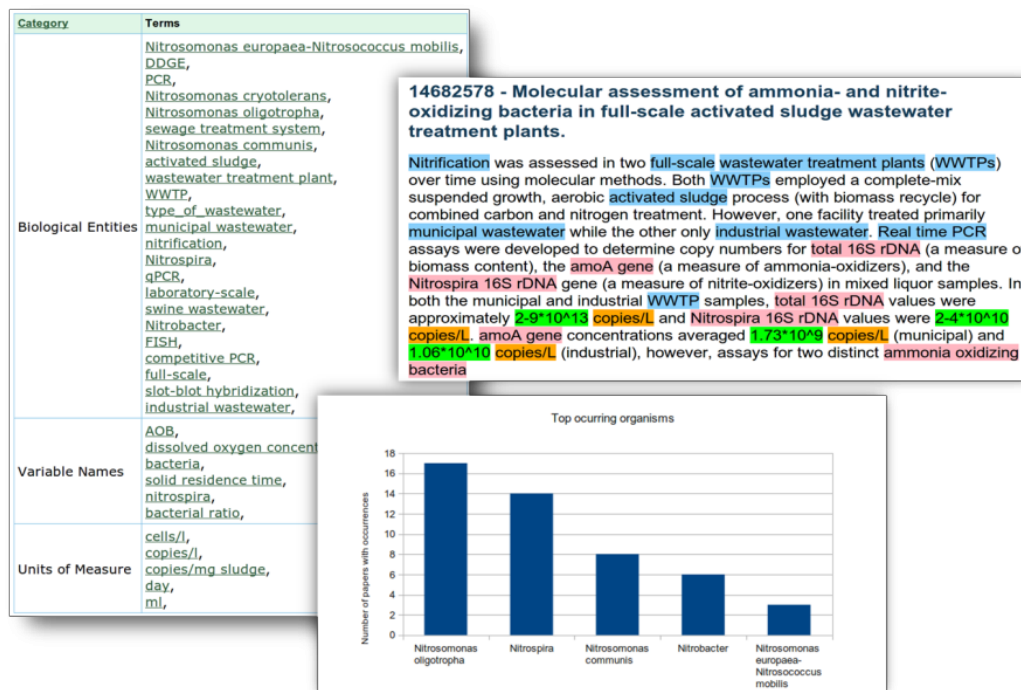 Category Terms
Nitrosomonas europaea-Nitrosococcus mobilis,
DDGE,
PCR,
Nitrosomonas cryotolerans,
Nitrosomonas oligotropha,
sewage treatment system,
Nitrosomonas communis,
activated sludge,
wastewater treatment plant,
WWTP,
type_of_wastewater,
Biological Entities municipal wastewater,
nitrification,
Nitrospira,
qPCR,
laboratory-scale,
swine wastewater,
Nitrobacter,
FISH,
competitive PCR,
full-scale,
slot-blot hybridization,
industrial wastewater,
AOB,
dissolved oxygen concent
Variable Names bacteria,
solid residence time,
nitrospira,
bacterial ratio,
cells/l,
copies/l,
Units of Measure copies/mg sludge,
day,
ml,
14682578 - Molecular assessment of ammonia- and nitrite-
oxidizing bacteria in full-scale activated sludge wastewater
treatment plants.
Nitrification was assessed in two full-scale wastewater treatment plants (WWTPs)
over time using molecular methods. Both WWTPs employed a complete-mix
suspended growth, aerobic activated sludge process (with biomass recycle) for
combined carbon and nitrogen treatment. However, one facility treated primarily
municipal wastewater while the other only industrial wastewater. Real time PCR
assays were developed to determine copy numbers for total 16S rDNA (a measure o
biomass content), the amoA gene (a measure of ammonia-oxidizers), and the
Nitrospira 16S rDNA gene (a measure of nitrite-oxidizers) in mixed liquor samples. In
both the municipal and industrial WWTP samples, total 16S rDNA values were
approximately 2-9*10^13 copies/L and Nitrospira 16S rDNA values were 2-4*10^10
copies/L. amoA gene concentrations averaged 1.73*10^9 copies/L (municipal) and
1.06*10^10 copies/L (industrial), however, assays for two distinct ammonia oxidizing
bacteria
Top ocurring organisms
Number of papers with occurrences
18
16
14
12
10
8
6
4
2
0
Nitrosomonas oligotropha
Nitrospira
Nitrosomonas communis
Nitrobacter
Nitrosomonas europaea-Nitrosococcus mobilis